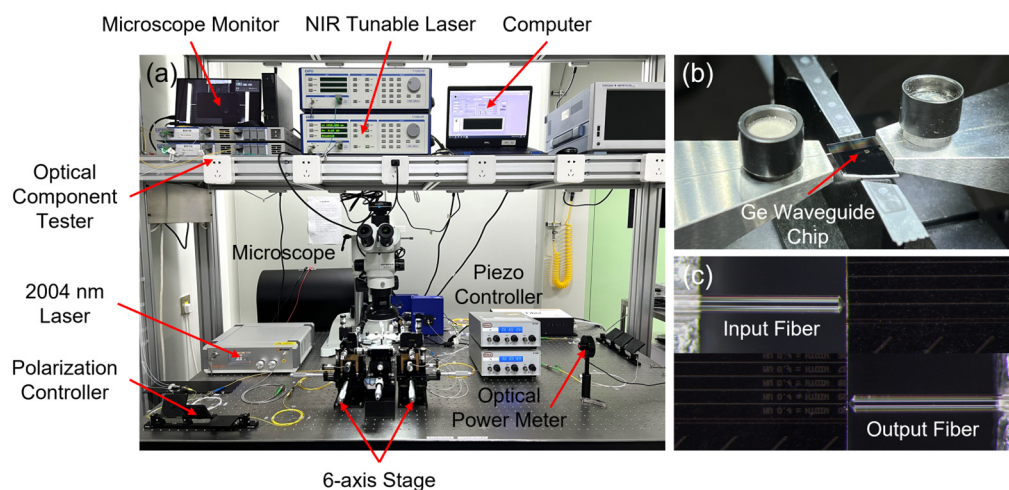 Microscope Monitor
NIR Tunable Laser
Computer
(a)
Optical
Component
Tester
Microscope
2004 nm
Laser
Piezo
Controller
Polarization
Controller
Optical
Power Meter
6-axis Stage
(b)
Ge Waveguide
Chip
(c)
Input Fiber
Output Fiber